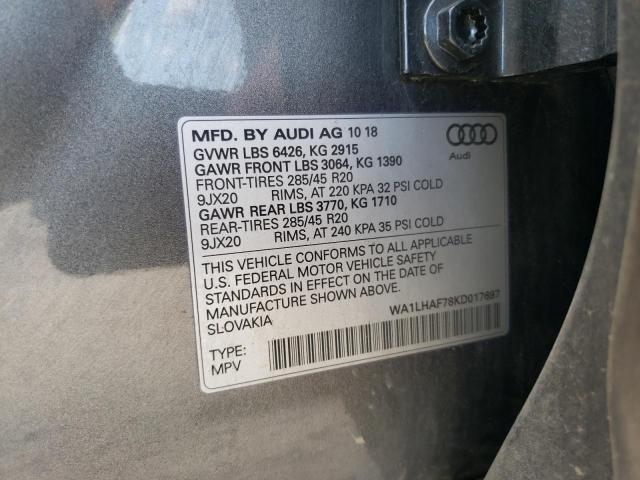 MFD. BY AUDI AG 10 18
GVWR LBS 6426, KG 2915
GAWR FRONT LBS 3064, KG 1390
FRONT-TIRES 285/45 R20
9JX20 RIMS, AT 220 KPA 32 PSI COLD
GAWR REAR LBS 3770, KG 1710
REAR-TIRES 285/45 R20
9JX20 RIMS, AT 240 KPA 35 PSI COLD
Audi
THIS VEHICLE CONFORMS TO ALL APPLICABLE
U.S. FEDERAL MOTOR VEHICLE SAFETY
STANDARDS IN EFFECT ON THE DATE OF
MANUFACTURE SHOWN ABOVE.
SLOVAKIA
WA1LHAF78KD017697
TYPE:
MPV